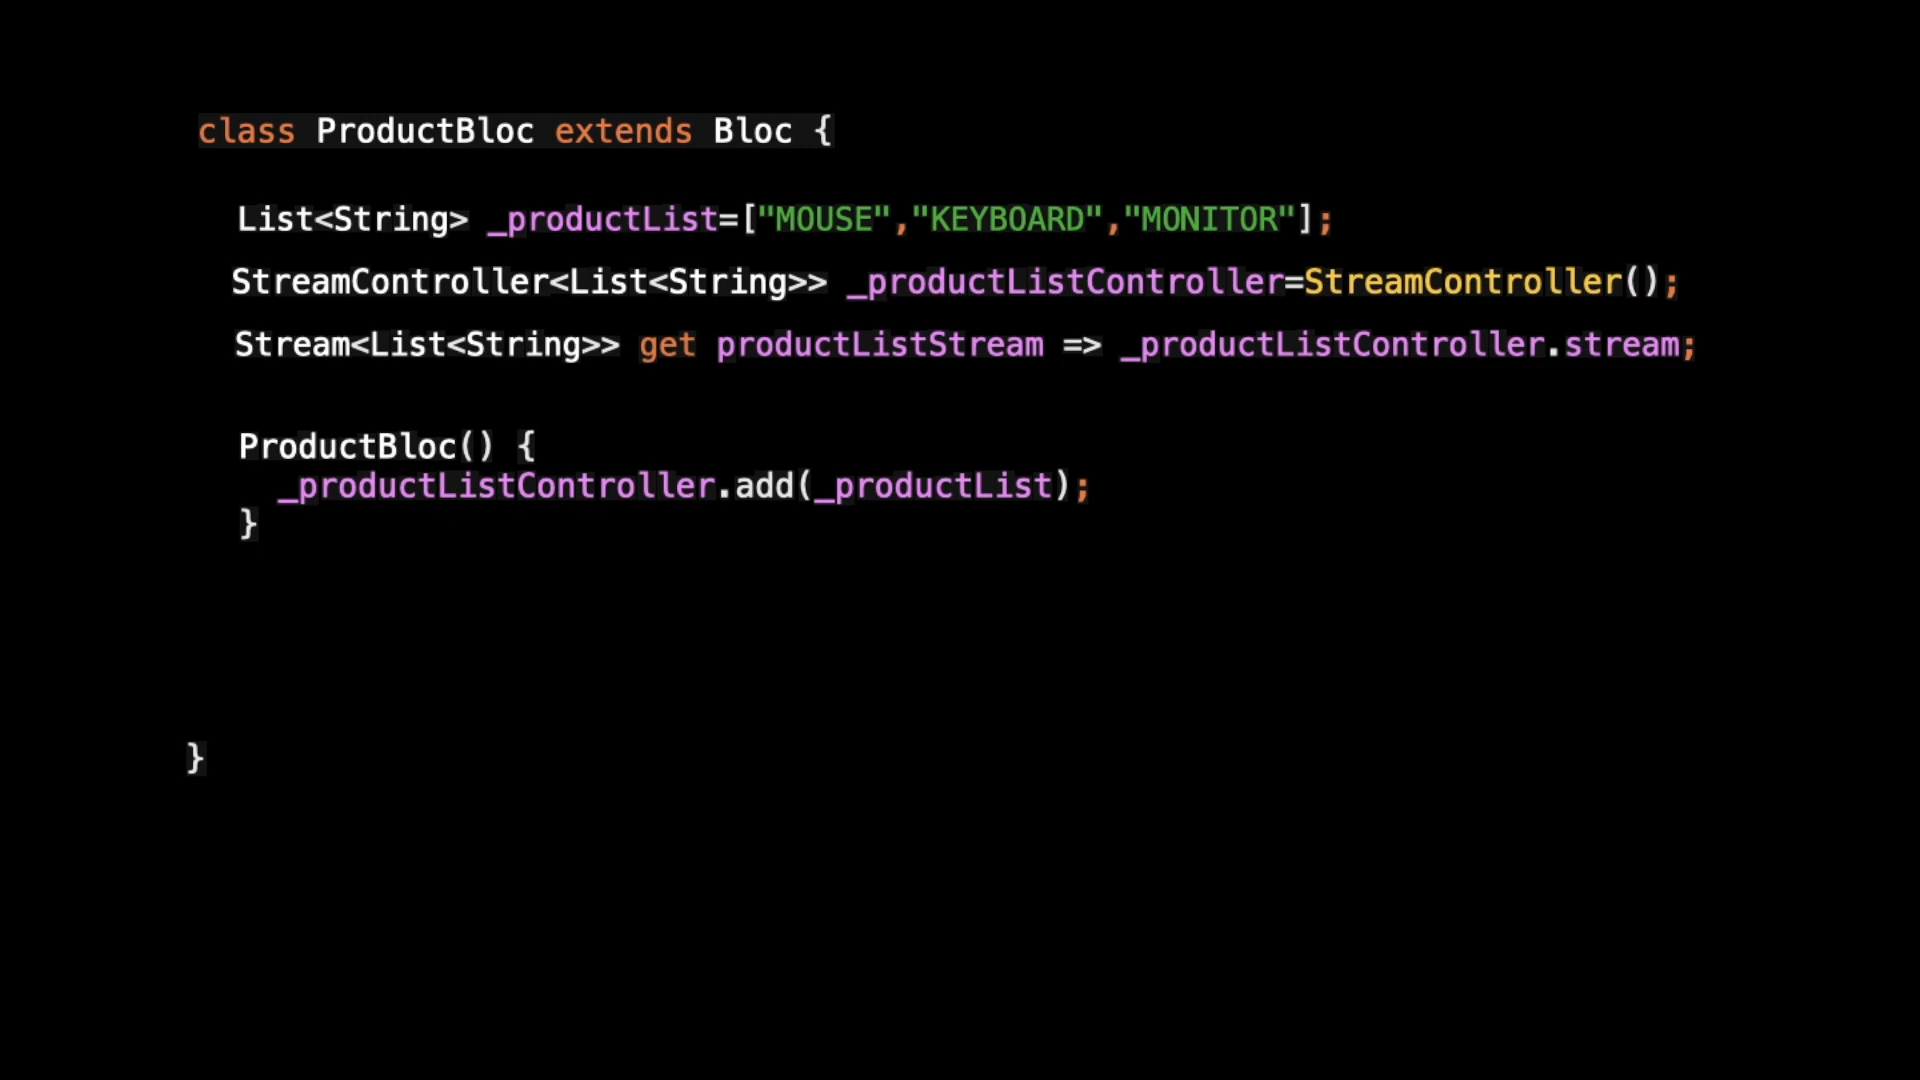 class ProductBloc extends Bloc {
List<String> _productList=["MOUSE","KEYBOARD","MONITOR"];
StreamController<List<String>> _productListController=StreamController();
Stream<List<String>> get productListStream => _productListController.stream;
ProductBloc() {
_productListController.add(_productList);
}
}